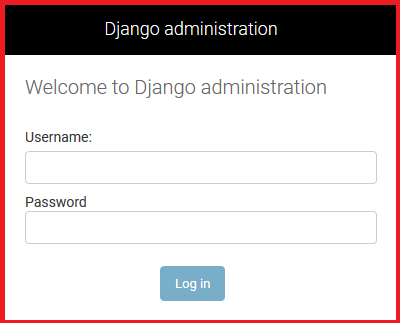 Django administration
Welcome to Django administration
Username:
Password
Log in